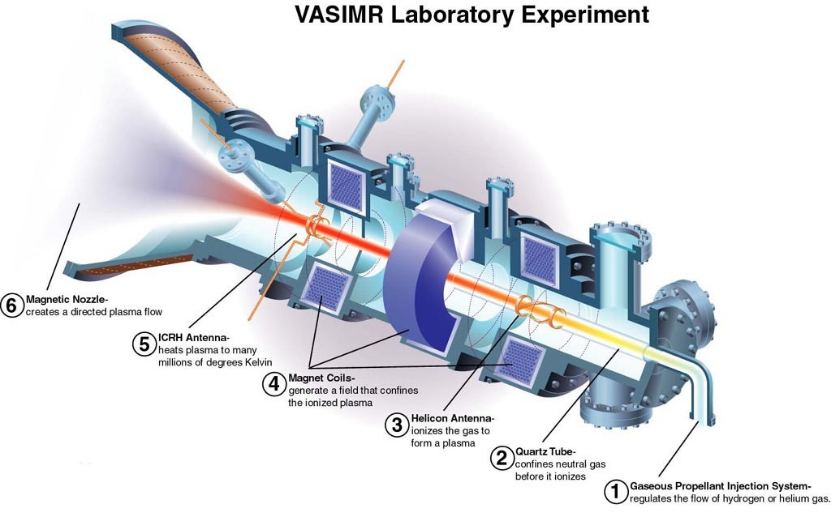 VASIMR Laboratory Experiment
6 Magnetic Nozzle-
creates a directed plasma flow
5 ICRH Antenna-
heats plasma to many
millions of degrees Kelvin
4 Magnet Coils-
generate a field that confines
the ionized plasma
3 Helicon Antenna-
ionizes the gas to
form a plasma
2 Quartz Tube-
confines neutral gas
before it ionizes
1 Gaseous Propellant Injection System-
regulates the flow of hydrogen or helium gas.